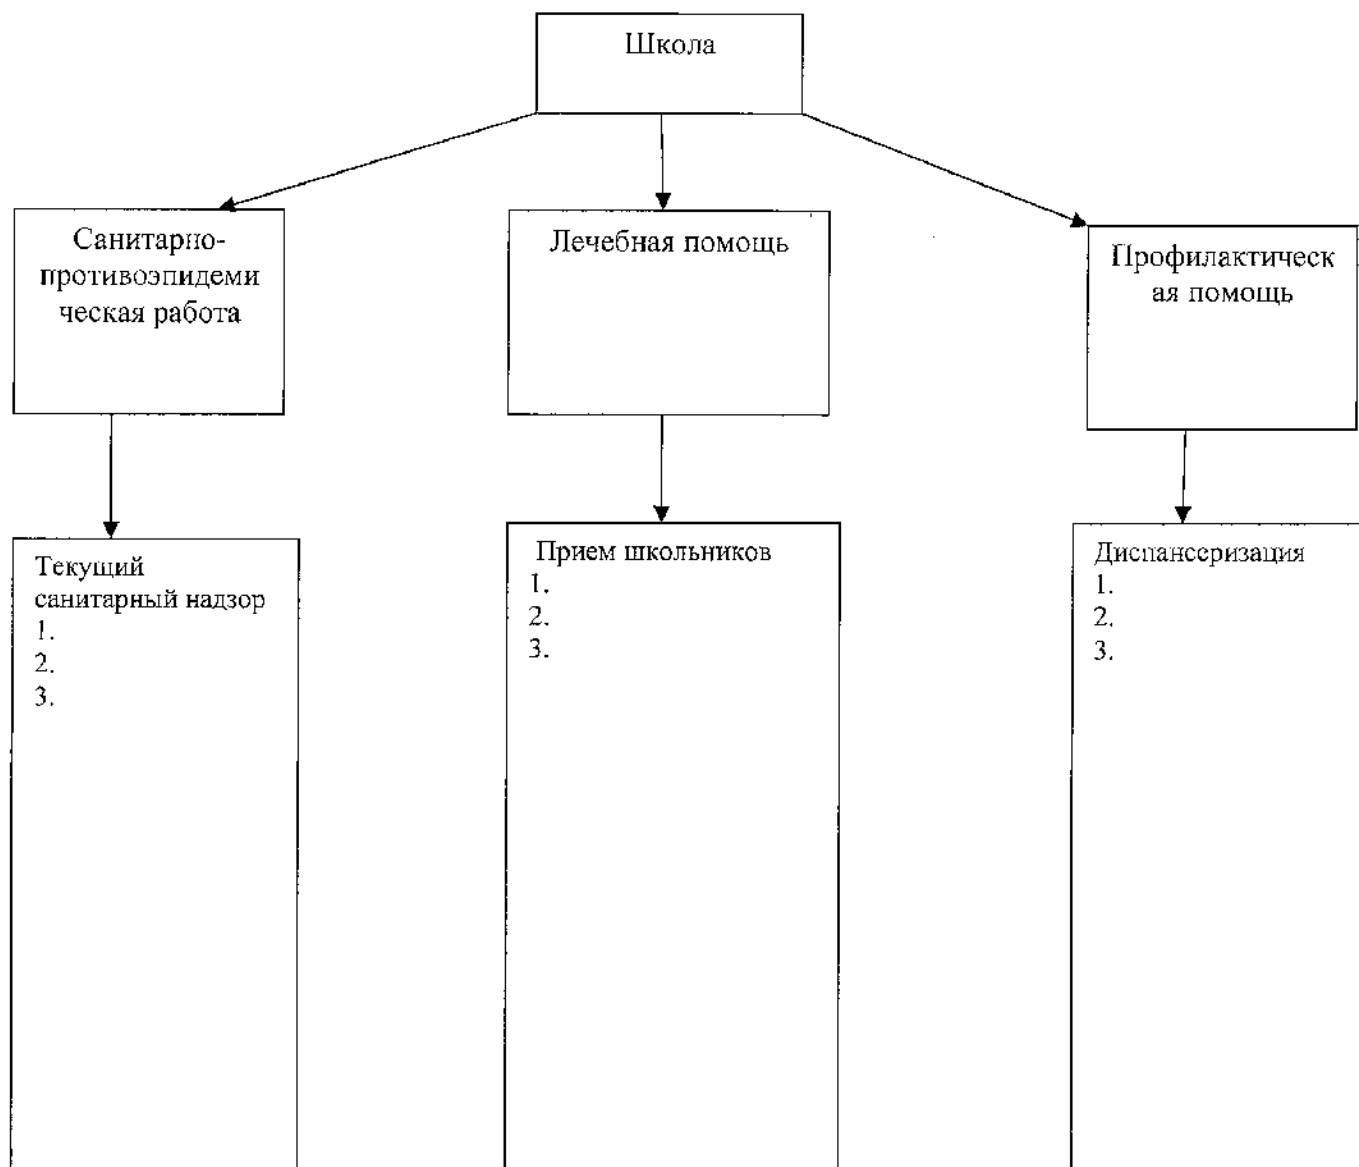 Школа
Санитарно-
противоэпидеми
ческая работа
Лечебная помощь
Профилактическ
ая помощь
Текущий
санитарный надзор
1.
2.
3.
Прием школьников
1.
2.
3.
Диспансеризация
1.
2.
3.